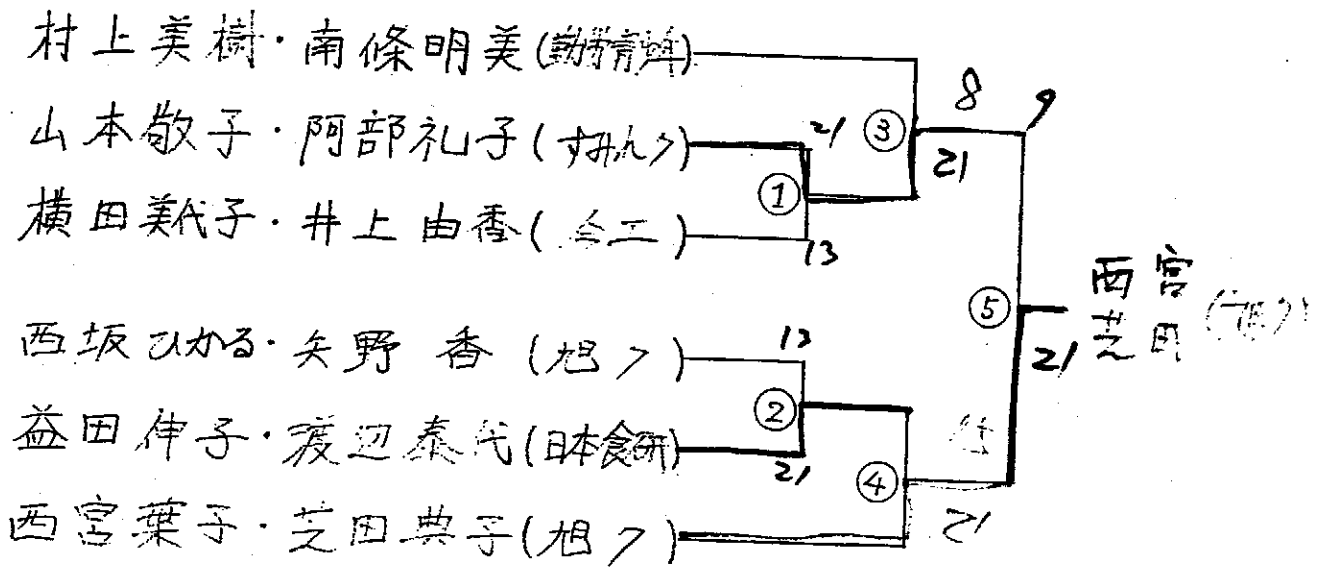 村上美樹・南條明美(勤労青年)
8 9
山本敬子・阿部礼子(すみれク) 21 ③
21
①
横田美代子・井上由香( )
13
西宮
芝田
⑤
21
西坂ひかる・矢野 香 (旭ク) 13
②
益田伸子・渡辺泰代(日本食研)
21
④
西宮葉子・芝田典子(旭ク) 21